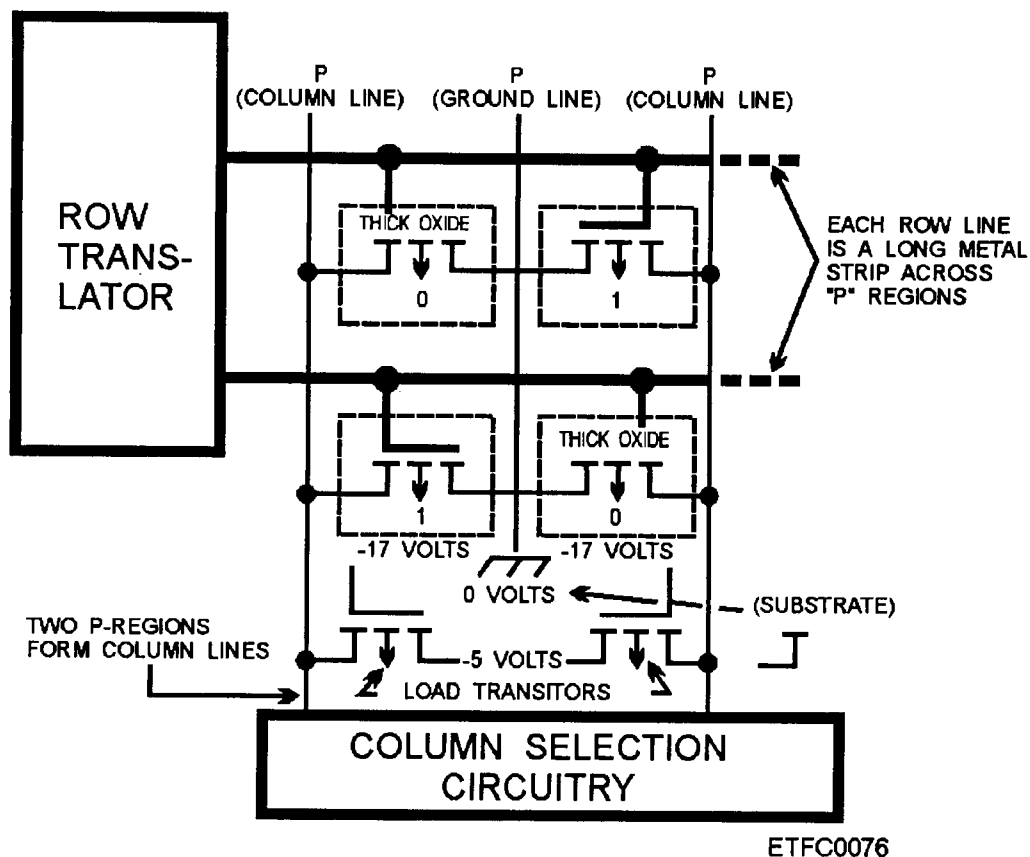 P
P
P
(COLUMN LINE)
(GROUND LINE)
(COLUMN LINE)
ROW
TRANS-
LATOR
THICK OXIDE
0
1
EACH ROW LINE
IS A LONG METAL
STRIP ACROSS
"P" REGIONS
1
THICK OXIDE
0
-17 VOLTS
-17 VOLTS
0 VOLTS
(SUBSTRATE)
TWO P-REGIONS
FORM COLUMN LINES
-5 VOLTS
LOAD TRANSITORS
COLUMN SELECTION
CIRCUITRY
ETFC0076